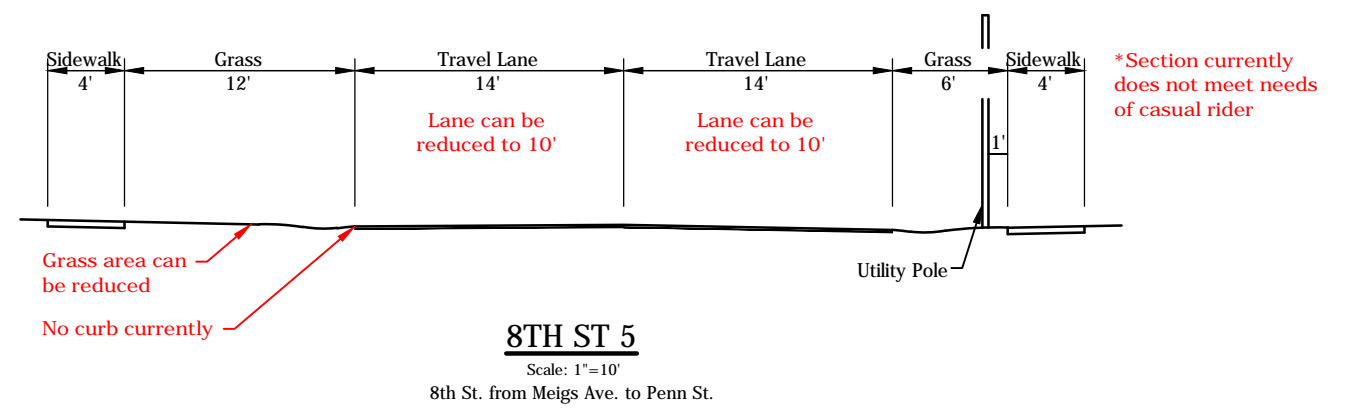 Sidewalk
Grass
Travel Lane
Travel Lane
Grass
Sidewalk
4'
12'
14'
14'
6'
4'
*Section currently
does not meet needs
of casual rider
Lane can be
reduced to 10'
Lane can be
reduced to 10'
1'
Grass area can
be reduced
No curb currently
Utility Pole
8TH ST 5
Scale: 1"=10'
8th St. from Meigs Ave. to Penn St.